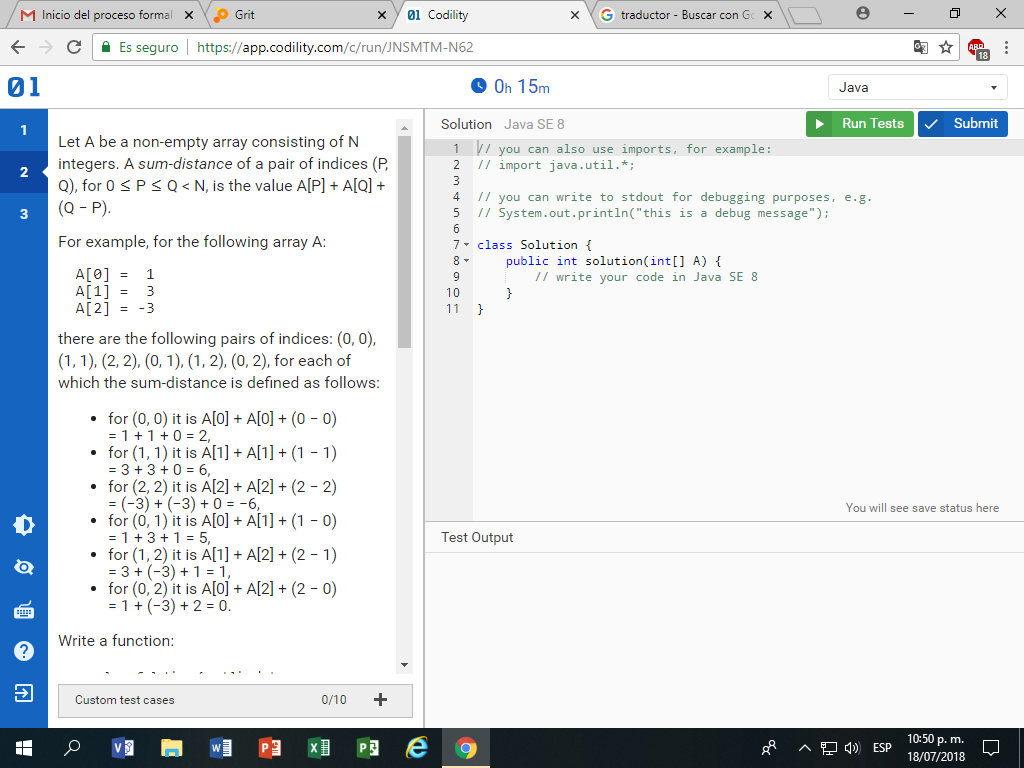 Inicio del proceso formal
Grit
Codility
traductor - Buscar con Go
Es seguro
https://app.codility.com/c/run/JNSMTM-N62
ABP
18
01
0h 15m
Java
1
2
3
Let A be a non-empty array consisting of N
integers. A sum-distance of a pair of indices (P,
Q), for 0 ≤ P ≤ Q < N, is the value A[P] + A[Q] +
(Q − P).
For example, for the following array A:
A[0] = 1
A[1] = 3
A[2] = -3
there are the following pairs of indices: (0, 0),
(1, 1), (2, 2), (0, 1), (1, 2), (0, 2), for each of
which the sum-distance is defined as follows:
• for (0, 0) it is A[0] + A[0] + (0 − 0)
= 1 + 1 + 0 = 2,
• for (1, 1) it is A[1] + A[1] + (1 − 1)
= 3 + 3 + 0 = 6,
• for (2, 2) it is A[2] + A[2] + (2 − 2)
= (−3) + (−3) + 0 = −6,
• for (0, 1) it is A[0] + A[1] + (1 − 0)
= 1 + 3 + 1 = 5,
• for (1, 2) it is A[1] + A[2] + (2 − 1)
= 3 + (−3) + 1 = 1,
• for (0, 2) it is A[0] + A[2] + (2 − 0)
= 1 + (−3) + 2 = 0.
Write a function:
Custom test cases 0/10 +
Solution Java SE 8
Run Tests
Submit
1 // you can also use imports, for example:
2 // import java.util.*;
3
4 // you can write to stdout for debugging purposes, e.g.
5 // System.out.println("this is a debug message");
6
7 class Solution {
8 public int solution(int[] A) {
9 // write your code in Java SE 8
10 }
11 }
You will see save status here
Test Output
ESP
10:50 p. m.
18/07/2018